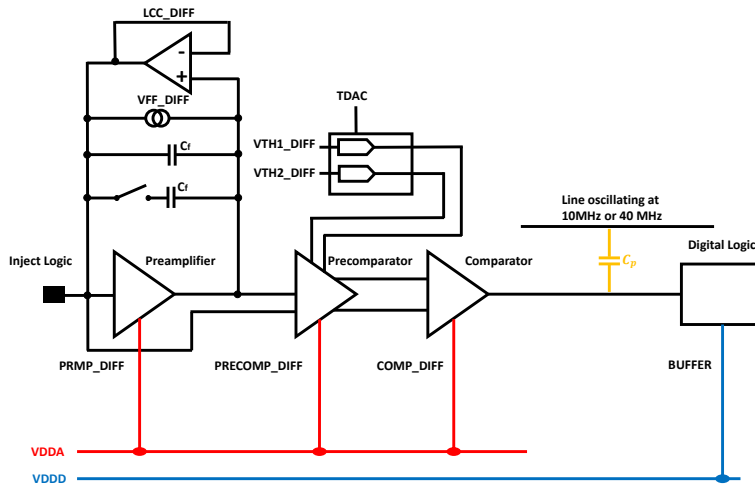 LCC_DIFF
-
+
VFF_DIFF
Cf
Cf
TDAC
VTH1_DIFF
VTH2_DIFF
Line oscillating at
10MHz or 40 MHz
Cp
Digital Logic
Inject Logic
Preamplifier
Precomparator
Comparator
PRMP_DIFF
PRECOMP_DIFF
COMP_DIFF
BUFFER
VDDA
VDDD